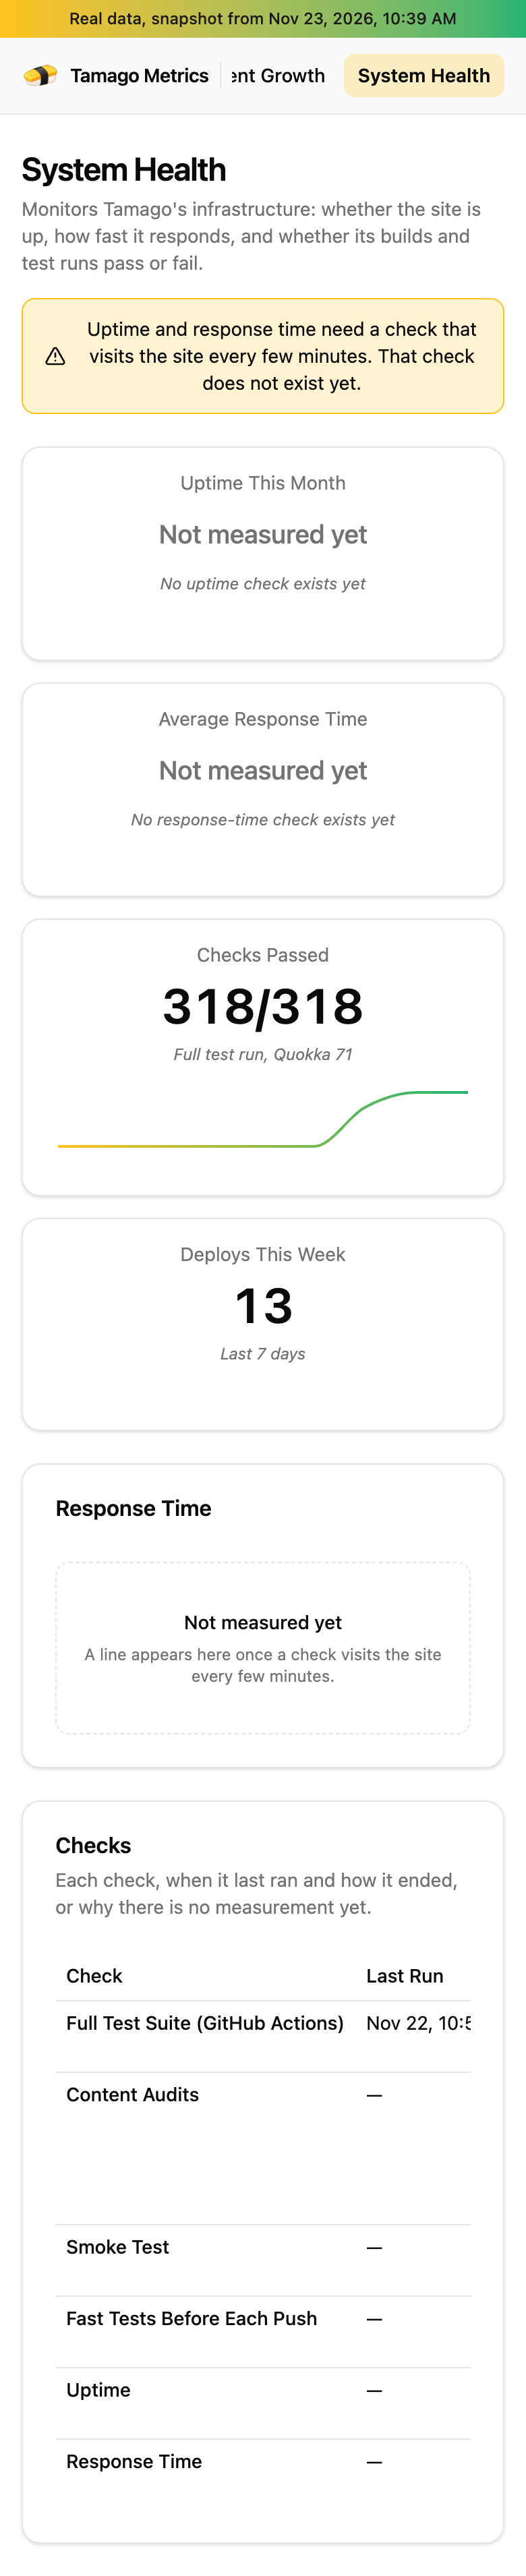 Real data, snapshot from Nov 23, 2026, 10:39 AM
Tamago Metrics
ent Growth
System Health
System Health
Monitors Tamago's infrastructure: whether the site is
up, how fast it responds, and whether its builds and
test runs pass or fail.
Uptime and response time need a check that
visits the site every few minutes. That check
does not exist yet.
Uptime This Month
Not measured yet
No uptime check exists yet
Average Response Time
Not measured yet
No response-time check exists yet
Checks Passed
318/318
Full test run, Quokka 71
Deploys This Week
13
Last 7 days
Response Time
Not measured yet
A line appears here once a check visits the site
every few minutes.
Checks
Each check, when it last ran and how it ended,
or why there is no measurement yet.
Check Last Run
Full Test Suite (GitHub Actions) Nov 22, 10:5
Content Audits —
Smoke Test —
Fast Tests Before Each Push —
Uptime —
Response Time —